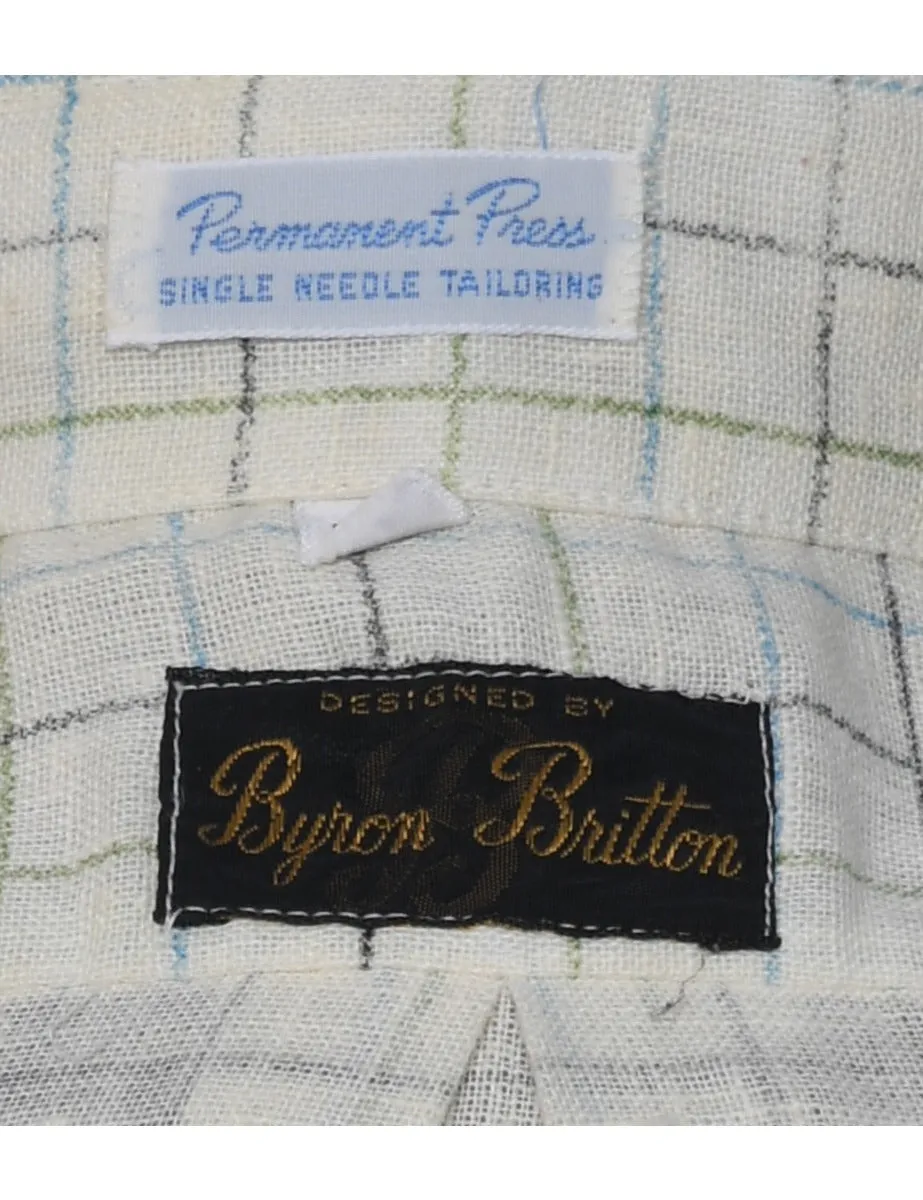 Permanent Press
SINGLE NEEDLE TAILORING
DESIGNED BY
Byron Britton